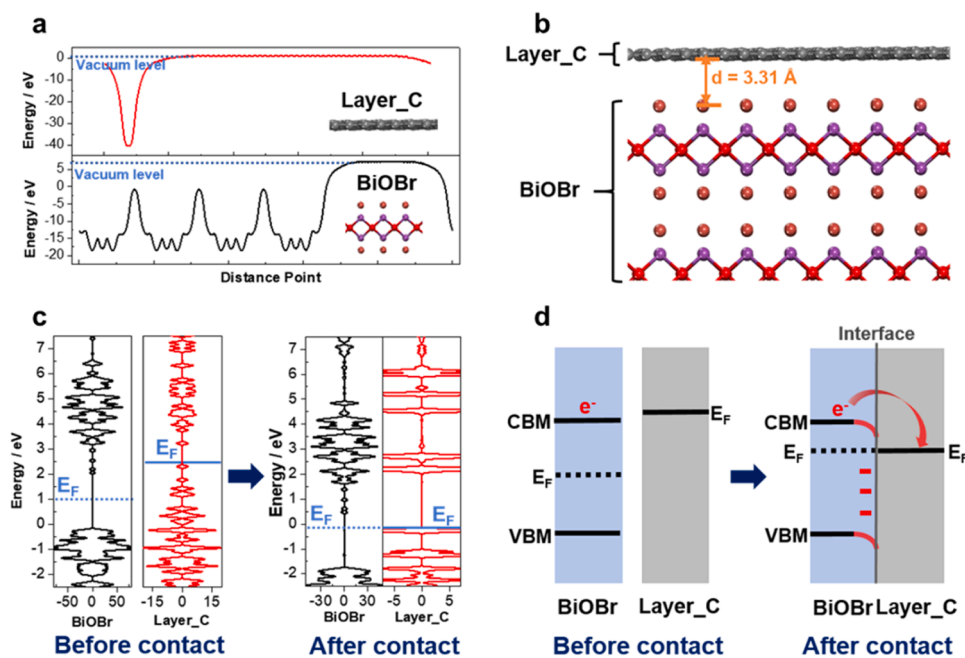 a
Energy / eV
0
-10
-20
-30
-40
Vacuum level
Layer_C
Energy / eV
5
0
-5
-10
-15
-20
Vacuum level
BiOBr
Distance Point
b
Layer_C
d = 3.31 Å
BiOBr
c
Energy / eV
7
6
5
4
3
2
1
0
-1
-2
E_F
E_F
-50 0 50
BiOBr
-15 0 15
Layer_C
Before contact
Energy / eV
7
6
5
4
3
2
1
0
-1
-2
E_F
E_F
-30 0 30
BiOBr
-5 0 5
Layer_C
After contact
d
CBM
e-
E_F
VBM
E_F
BiOBr
Layer_C
Before contact
Interface
CBM
e-
E_F
E_F
VBM
BiOBr
Layer_C
After contact